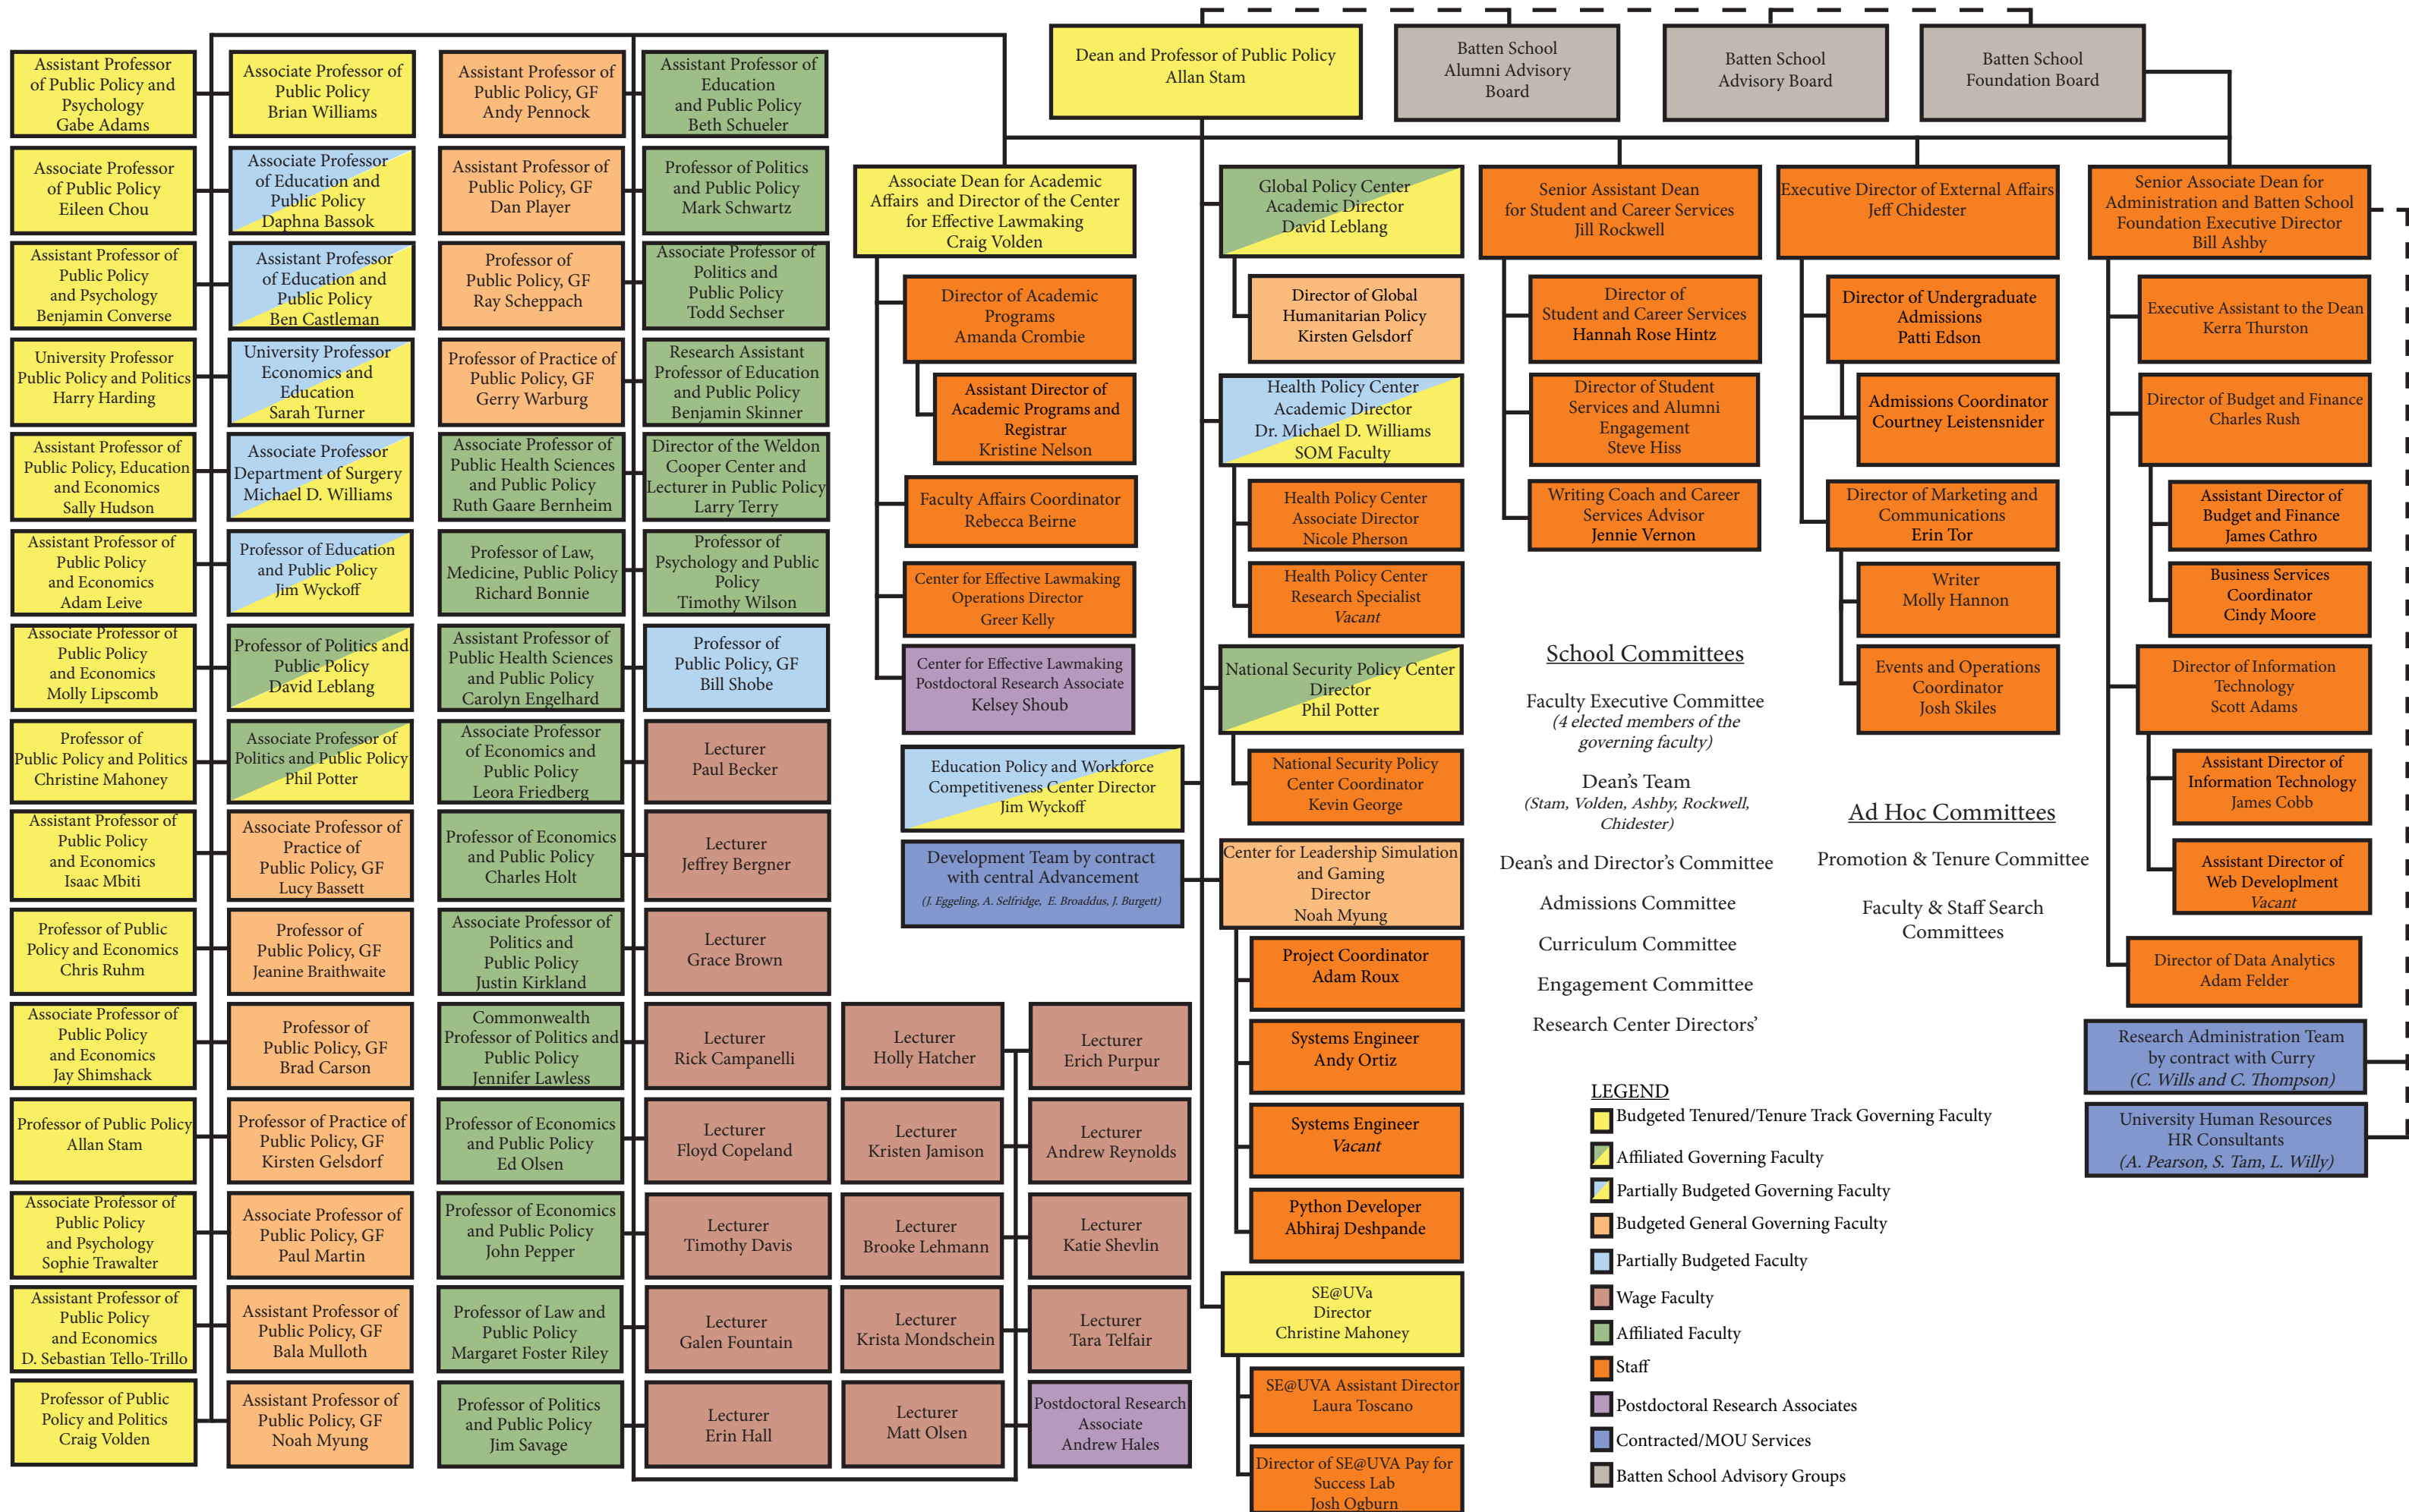 Dean and Professor of Public Policy
Allan Stam
Batten School
Alumni Advisory
Board
Batten School
Advisory Board
Batten School
Foundation Board
Assistant Professor
of Public Policy and
Psychology
Gabe Adams
Associate Professor
of Public Policy
Eileen Chou
Assistant Professor of
Public Policy
and Psychology
Benjamin Converse
University Professor
Public Policy and Politics
Harry Harding
Assistant Professor of
Public Policy, Education
and Economics
Sally Hudson
Assistant Professor of
Public Policy
and Economics
Adam Leive
Associate Professor of
Public Policy
and Economics
Molly Lipscomb
Professor of
Public Policy and Politics
Christine Mahoney
Assistant Professor of
Public Policy
and Economics
Isaac Mbiti
Professor of Public
Policy and Economics
Chris Ruhm
Associate Professor of
Public Policy
and Economics
Jay Shimshack
Professor of Public Policy
Allan Stam
Associate Professor of
Public Policy
and Psychology
Sophie Trawalter
Assistant Professor of
Public Policy
and Economics
D. Sebastian Tello-Trillo
Professor of Public
Policy and Politics
Craig Volden
Associate Professor of
Public Policy
Brian Williams
Associate Professor
of Education and
Public Policy
Daphna Bassok
Assistant Professor
of Education and
Public Policy
Ben Castleman
University Professor
Economics and
Education
Sarah Turner
Associate Professor
Department of Surgery
Michael D. Williams
Professor of Education
and Public Policy
Jim Wyckoff
Professor of Politics and
Public Policy
David Leblang
Associate Professor of
Politics and Public Policy
Phil Potter
Associate Professor of
Practice of
Public Policy, GF
Lucy Bassett
Professor of
Public Policy, GF
Jeanine Braithwaite
Professor of
Public Policy, GF
Brad Carson
Professor of Practice of
Public Policy, GF
Kirsten Gelsdorf
Associate Professor of
Public Policy, GF
Paul Martin
Assistant Professor of
Public Policy, GF
Bala Mulloth
Assistant Professor of
Public Policy, GF
Noah Myung
Assistant Professor of
Public Policy, GF
Andy Pennock
Assistant Professor of
Public Policy, GF
Dan Player
Professor of
Public Policy, GF
Ray Scheppach
Professor of Practice of
Public Policy, GF
Gerry Warburg
Associate Professor of
Public Health Sciences
and Public Policy
Ruth Gaare Bernheim
Professor of Law,
Medicine, Public Policy
Richard Bonnie
Assistant Professor of
Public Health Sciences
and Public Policy
Carolyn Engelhard
Associate Professor
of Economics and
Public Policy
Leora Friedberg
Professor of Economics
and Public Policy
Charles Holt
Associate Professor of
Politics and
Public Policy
Justin Kirkland
Commonwealth
Professor of Politics and
Public Policy
Jennifer Lawless
Professor of Economics
and Public Policy
Ed Olsen
Professor of Economics
and Public Policy
John Pepper
Professor of Law and
Public Policy
Margaret Foster Riley
Professor of Politics
and Public Policy
Jim Savage
Assistant Professor of
Education
and Public Policy
Beth Schueler
Professor of Politics
and Public Policy
Mark Schwartz
Associate Professor of
Politics and
Public Policy
Todd Sechser
Research Assistant
Professor of Education
and Public Policy
Benjamin Skinner
Director of the Weldon
Cooper Center and
Lecturer in Public Policy
Larry Terry
Professor of
Psychology and Public
Policy
Timothy Wilson
Professor of
Public Policy, GF
Bill Shobe
Lecturer
Paul Becker
Lecturer
Jeffrey Bergner
Lecturer
Grace Brown
Lecturer
Rick Campanelli
Lecturer
Floyd Copeland
Lecturer
Timothy Davis
Lecturer
Galen Fountain
Lecturer
Erin Hall
Lecturer
Holly Hatcher
Lecturer
Kristen Jamison
Lecturer
Brooke Lehmann
Lecturer
Krista Mondschein
Lecturer
Matt Olsen
Lecturer
Erich Purpur
Lecturer
Andrew Reynolds
Lecturer
Katie Shevlin
Lecturer
Tara Telfair
Postdoctoral Research
Associate
Andrew Hales
Associate Dean for Academic
Affairs and Director of the Center
for Effective Lawmaking
Craig Volden
Director of Academic
Programs
Amanda Crombie
Assistant Director of
Academic Programs and
Registrar
Kristine Nelson
Faculty Affairs Coordinator
Rebecca Beirne
Center for Effective Lawmaking
Operations Director
Greer Kelly
Center for Effective Lawmaking
Postdoctoral Research Associate
Kelsey Shoub
Education Policy and Workforce
Competitiveness Center Director
Jim Wyckoff
Development Team by contract
with central Advancement
(J. Eggeling, A. Selfridge, E. Broaddus, J. Burgett)
Global Policy Center
Academic Director
David Leblang
Director of Global
Humanitarian Policy
Kirsten Gelsdorf
Health Policy Center
Academic Director
Dr. Michael D. Williams
SOM Faculty
Health Policy Center
Associate Director
Nicole Pherson
Health Policy Center
Research Specialist
Vacant
National Security Policy Center
Director
Phil Potter
National Security Policy
Center Coordinator
Kevin George
Center for Leadership Simulation
and Gaming
Director
Noah Myung
Project Coordinator
Adam Roux
Systems Engineer
Andy Ortiz
Systems Engineer
Vacant
Python Developer
Abhiraj Deshpande
SE@UVa
Director
Christine Mahoney
SE@UVA Assistant Director
Laura Toscano
Director of SE@UVA Pay for
Success Lab
Josh Ogburn
Senior Assistant Dean
for Student and Career Services
Jill Rockwell
Director of
Student and Career Services
Hannah Rose Hintz
Director of Student
Services and Alumni
Engagement
Steve Hiss
Writing Coach and Career
Services Advisor
Jennie Vernon
Executive Director of External Affairs
Jeff Chidester
Director of Undergraduate
Admissions
Patti Edson
Admissions Coordinator
Courtney Leistensnider
Director of Marketing and
Communications
Erin Tor
Writer
Molly Hannon
Events and Operations
Coordinator
Josh Skiles
Senior Associate Dean for
Administration and Batten School
Foundation Executive Director
Bill Ashby
Executive Assistant to the Dean
Kerra Thurston
Director of Budget and Finance
Charles Rush
Assistant Director of
Budget and Finance
James Cathro
Business Services
Coordinator
Cindy Moore
Director of Information
Technology
Scott Adams
Assistant Director of
Information Technology
James Cobb
Assistant Director of
Web Developlment
Vacant
Director of Data Analytics
Adam Felder
Research Administration Team
by contract with Curry
(C. Wills and C. Thompson)
University Human Resources
HR Consultants
(A. Pearson, S. Tam, L. Willy)
School Committees
Faculty Executive Committee
(4 elected members of the
governing faculty)
Dean's Team
(Stam, Volden, Ashby, Rockwell,
Chidester)
Dean's and Director's Committee
Admissions Committee
Curriculum Committee
Engagement Committee
Research Center Directors'
Ad Hoc Committees
Promotion & Tenure Committee
Faculty & Staff Search
Committees
LEGEND
Budgeted Tenured/Tenure Track Governing Faculty
Affiliated Governing Faculty
Partially Budgeted Governing Faculty
Budgeted General Governing Faculty
Partially Budgeted Faculty
Wage Faculty
Affiliated Faculty
Staff
Postdoctoral Research Associates
Contracted/MOU Services
Batten School Advisory Groups